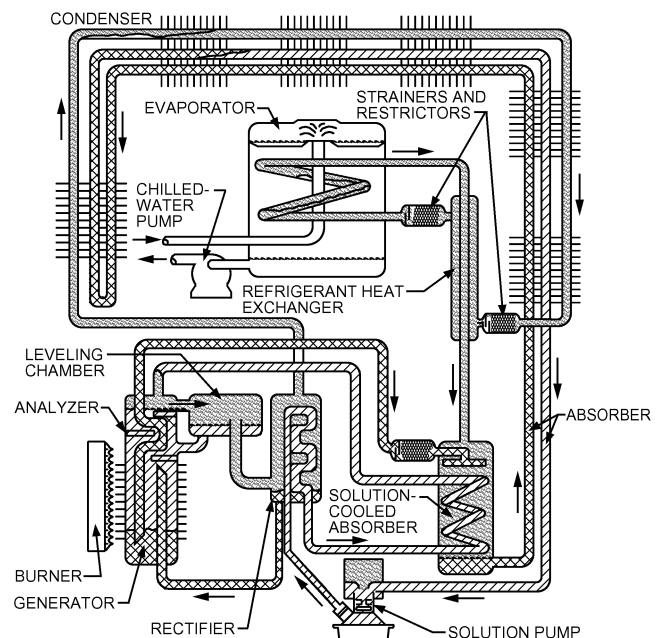 CONDENSER
EVAPORATOR
STRAINERS AND
RESTRICTORS
CHILLED-
WATER
PUMP
REFRIGERANT HEAT
EXCHANGER
LEVELING
CHAMBER
ANALYZER
ABSORBER
SOLUTION-
COOLED
ABSORBER
BURNER
GENERATOR
RECTIFIER
SOLUTION PUMP